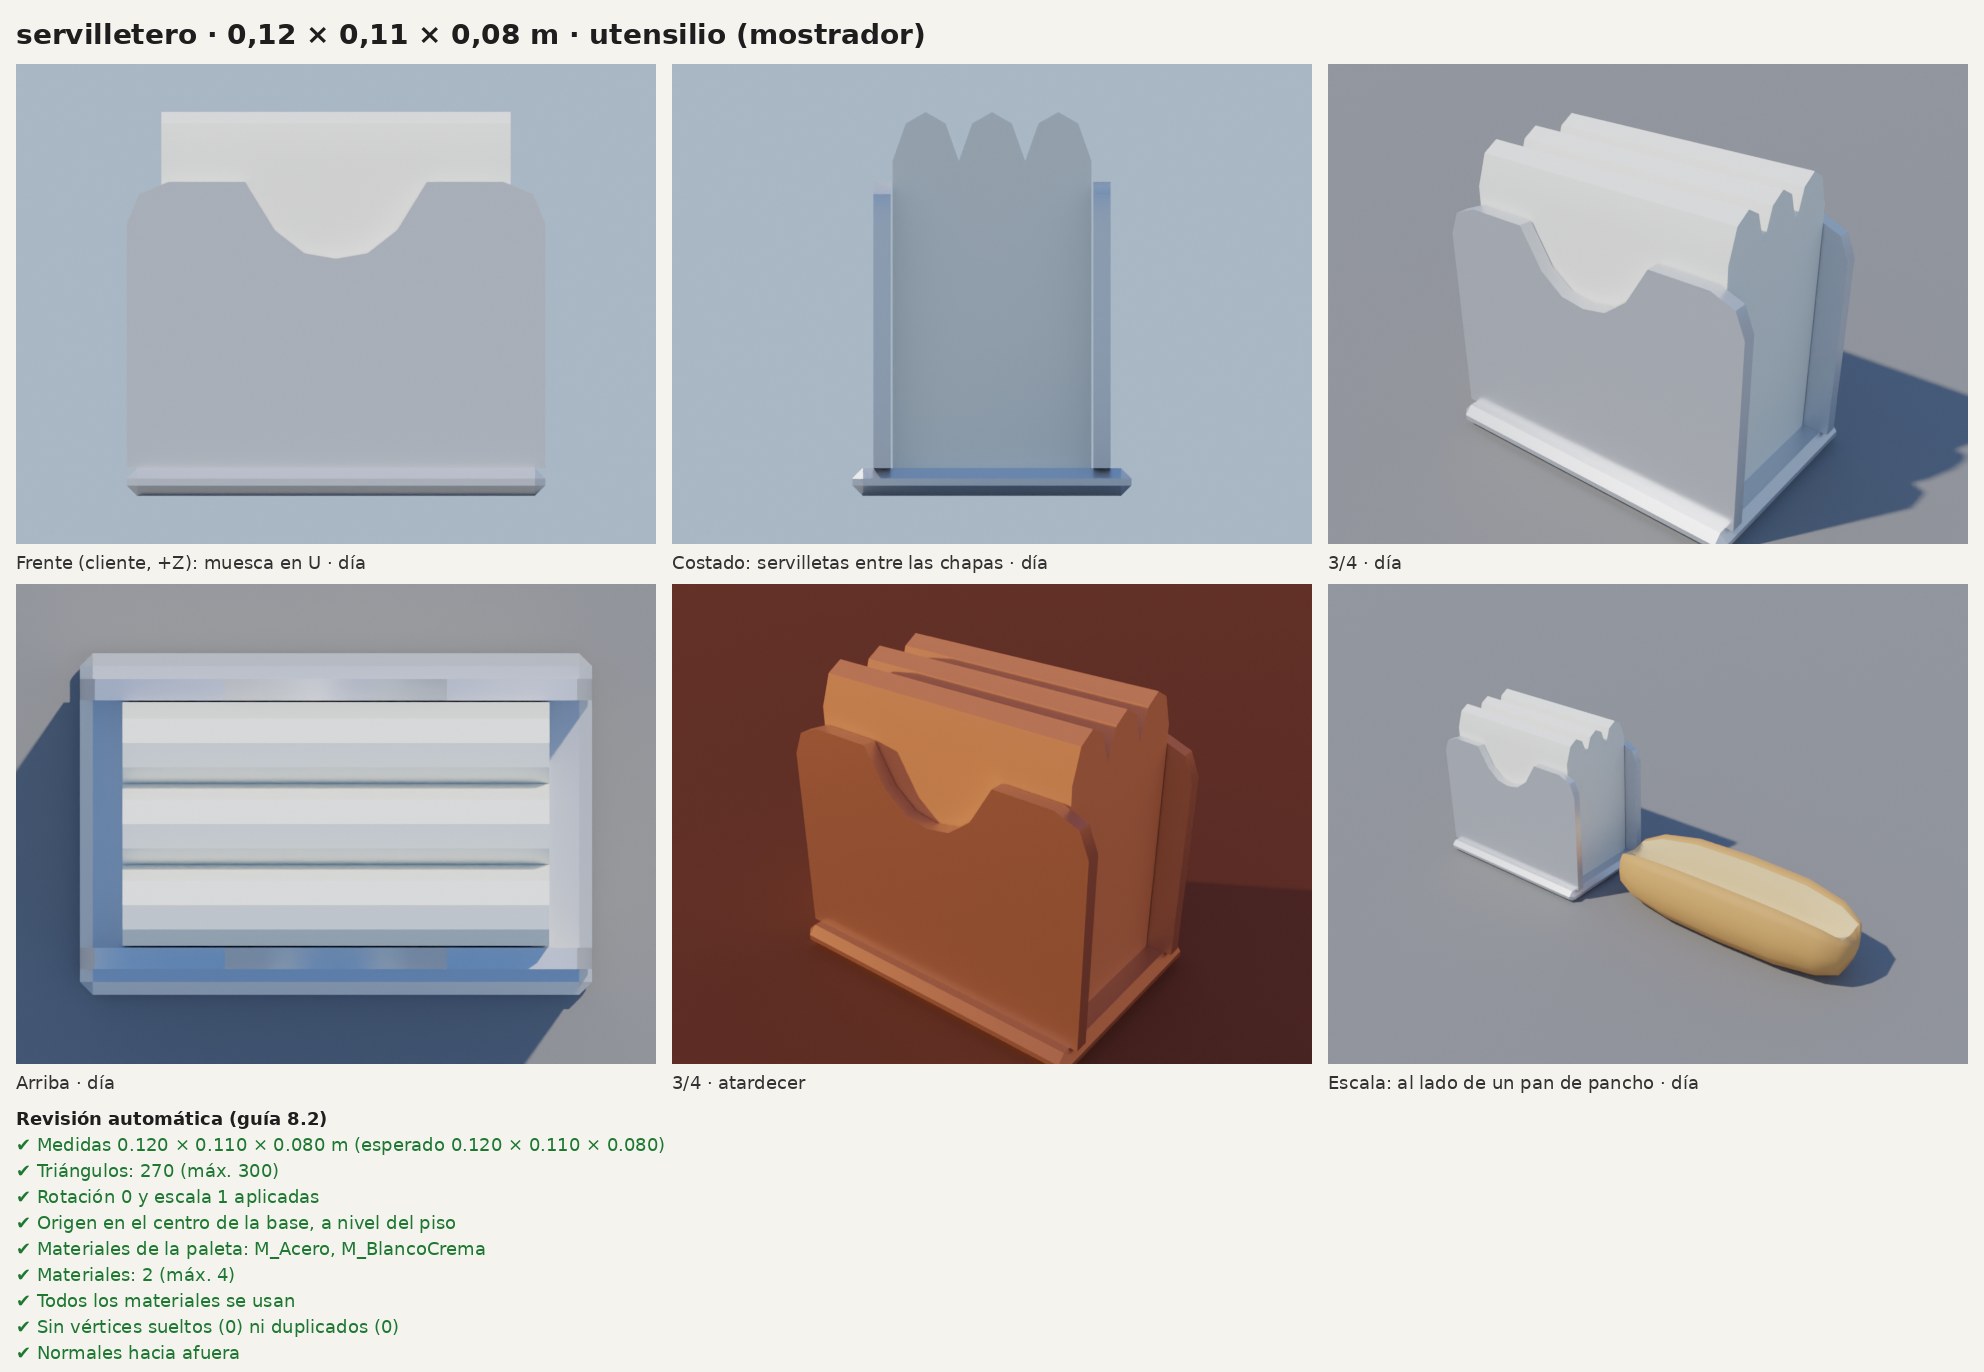 servilletero · 0,12 × 0,11 × 0,08 m · utensilio (mostrador)
Frente (cliente, +Z): muesca en U · día
Costado: servilletas entre las chapas · día
3/4 · día
Arriba · día
3/4 · atardecer
Escala: al lado de un pan de pancho · día
Revisión automática (guía 8.2)
✔ Medidas 0.120 × 0.110 × 0.080 m (esperado 0.120 × 0.110 × 0.080)
✔ Triángulos: 270 (máx. 300)
✔ Rotación 0 y escala 1 aplicadas
✔ Origen en el centro de la base, a nivel del piso
✔ Materiales de la paleta: M_Acero, M_BlancoCrema
✔ Materiales: 2 (máx. 4)
✔ Todos los materiales se usan
✔ Sin vértices sueltos (0) ni duplicados (0)
✔ Normales hacia afuera